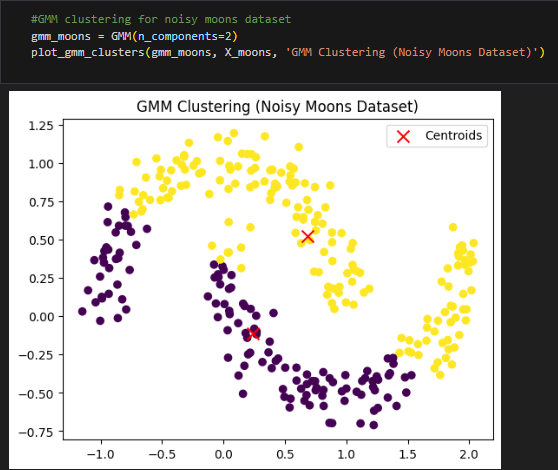 #GMM clustering for noisy moons dataset
gmm_moons = GMM(n_components=2)
plot_gmm_clusters(gmm_moons, X_moons, 'GMM Clustering (Noisy Moons Dataset)')
GMM Clustering (Noisy Moons Dataset)
Centroids
1.25
1.00
0.75
0.50
0.25
0.00
−0.25
−0.50
−0.75
−1.0 −0.5 0.0 0.5 1.0 1.5 2.0